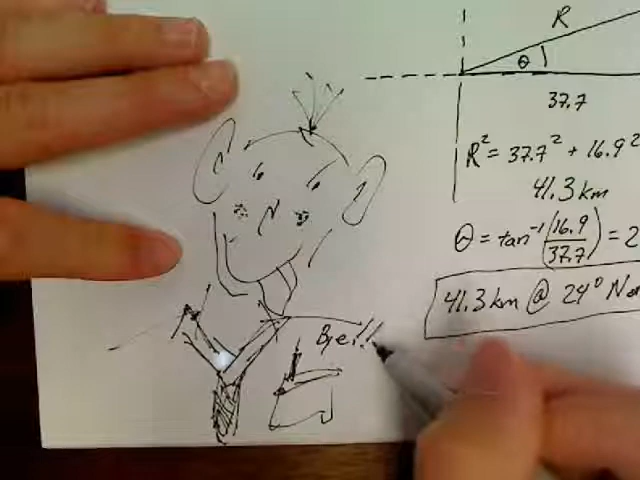 R
θ
37.7
R² = 37.7² + 16.9²
41.3 km
θ = tan⁻¹(16.9/37.7) = 2
41.3 km @ 24° Nor
Bye!!